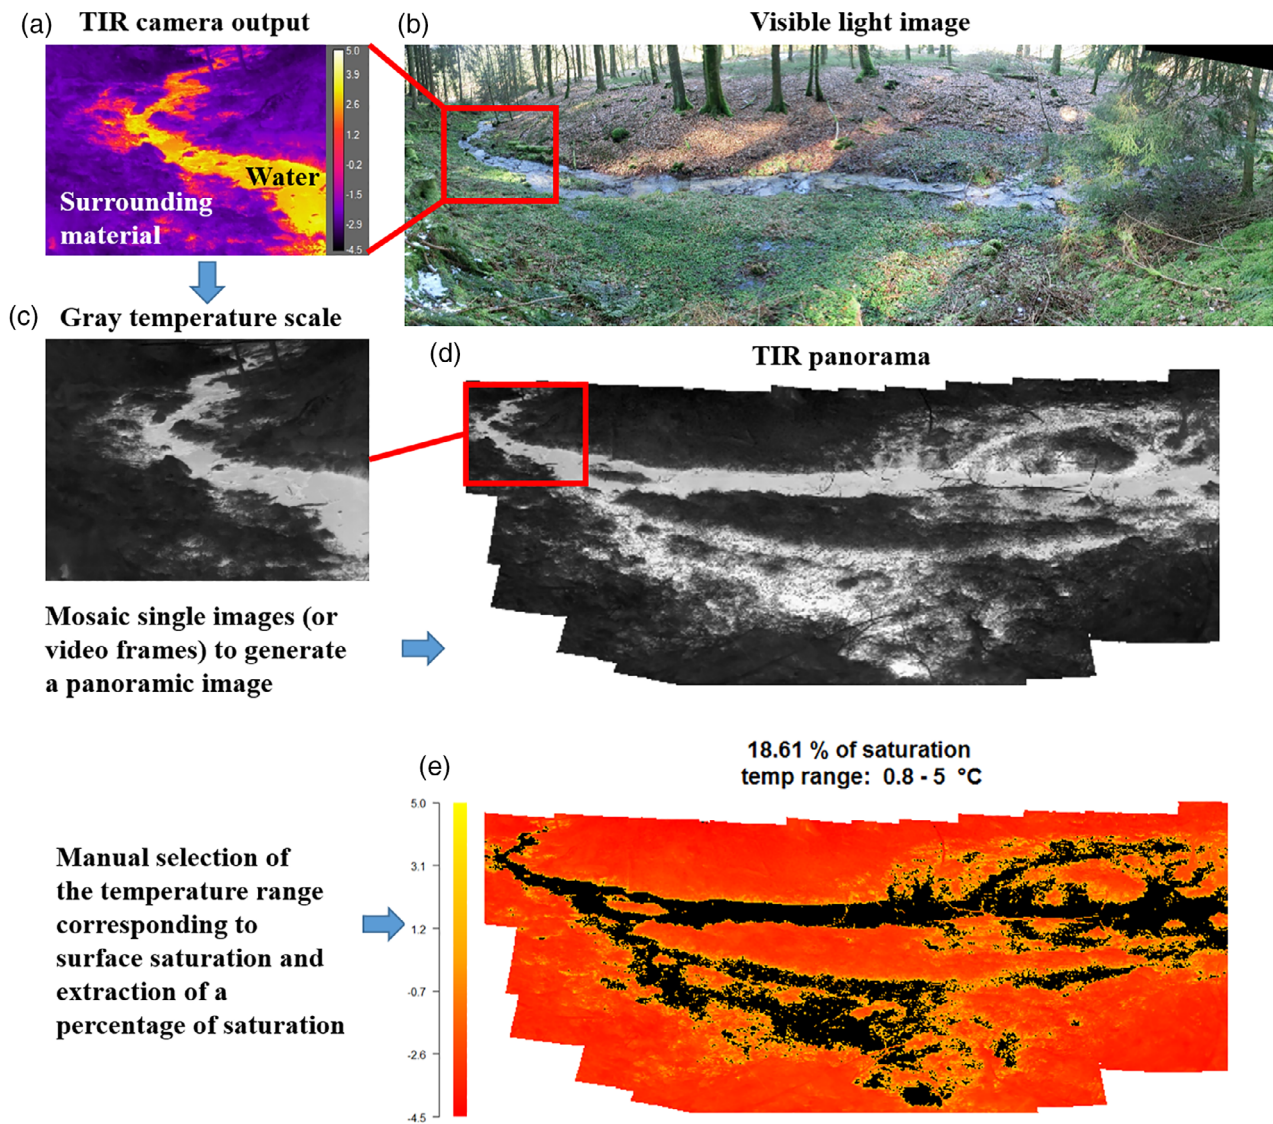 (a) TIR camera output
5.0
3.9
2.6
1.2
-0.2
-1.5
-2.9
-4.5
Water
Surrounding
material
(b) Visible light image
(c) Gray temperature scale
(d) TIR panorama
Mosaic single images (or
video frames) to generate
a panoramic image
(e)
18.61 % of saturation
temp range: 0.8 - 5 °C
5.0
3.1
1.2
-0.7
-2.6
-4.5
Manual selection of
the temperature range
corresponding to
surface saturation and
extraction of a
percentage of saturation